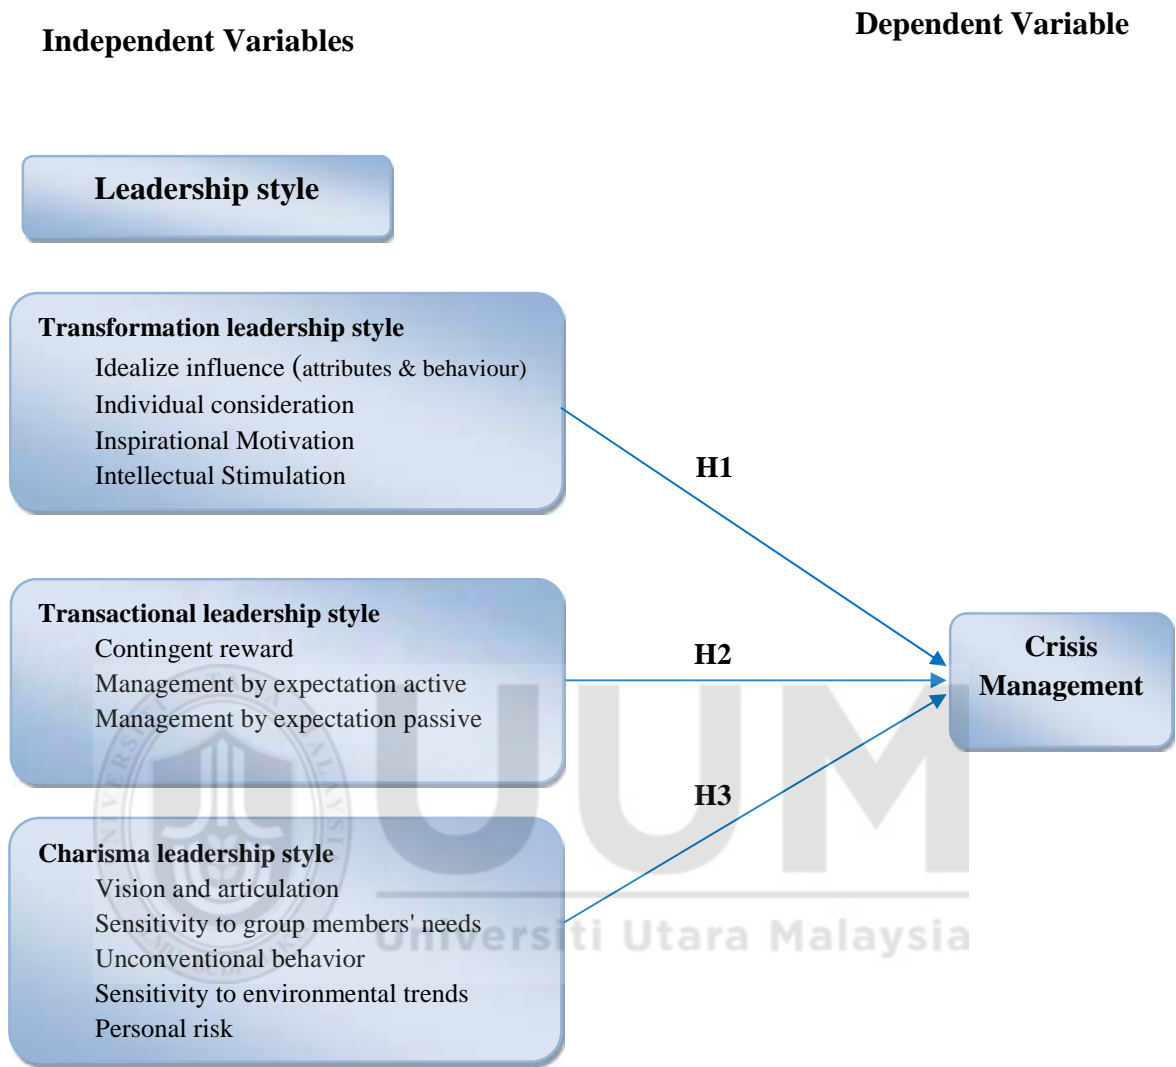 Independent Variables
Dependent Variable
Leadership style
Transformation leadership style
Idealize influence (attributes & behaviour)
Individual consideration
Inspirational Motivation
Intellectual Stimulation
H1
Transactional leadership style
Contingent reward
Management by expectation active
Management by expectation passive
H2
Crisis
Management
H3
Charisma leadership style
Vision and articulation
Sensitivity to group members' needs
Unconventional behavior
Sensitivity to environmental trends
Personal risk
UUM
Universiti Utara Malaysia